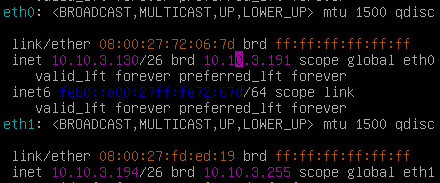 eth0: <BROADCAST,MULTICAST,UP,LOWER_UP> mtu 1500 qdisc
link/ether 08:00:27:72:06:7d brd ff:ff:ff:ff:ff:ff
inet 10.10.3.130/26 brd 10.10.3.191 scope global eth0
valid_lft forever preferred_lft forever
inet6 fe80::a00:27ff:fe72:67d/64 scope link
valid_lft forever preferred_lft forever
eth1: <BROADCAST,MULTICAST,UP,LOWER_UP> mtu 1500 qdisc
link/ether 08:00:27:fd:ed:19 brd ff:ff:ff:ff:ff:ff
inet 10.10.3.194/26 brd 10.10.3.255 scope global eth1